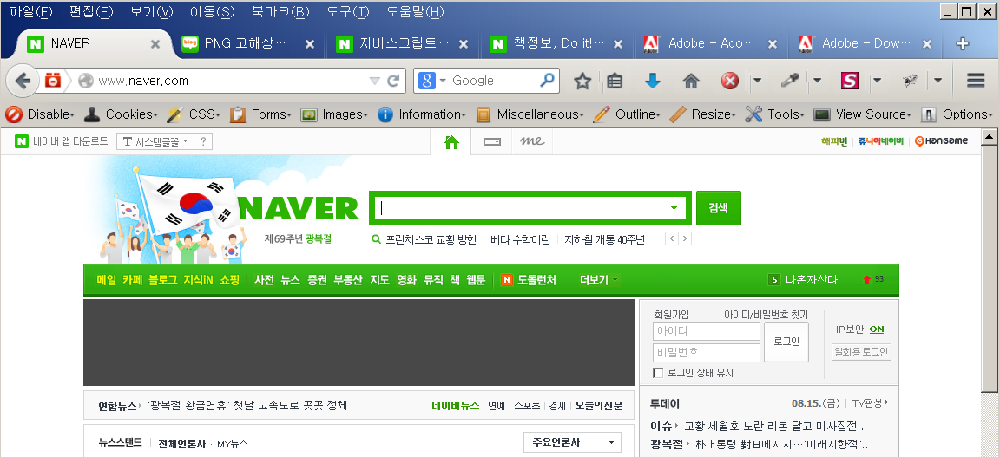 파일(F) 편집(E) 보기(V) 이동(S) 북마크(B) 도구(T) 도움말(H)
NAVER PNG 고해상… 자바스크립트… 책정보, Do it!… Adobe – Ado… Adobe – Dow…
www.naver.com Google
Disable Cookies CSS Forms Images Information Miscellaneous Outline Resize Tools View Source Options
N 네이버 앱 다운로드 T 시스템글꼴 ? me 해피빈 쥬니어네이버 HANGAME
NAVER 검색
제69주년 광복절 프란치스코 교황 방한 베다 수학이란 지하철 개통 40주년
메일 카페 블로그 지식iN 쇼핑 사전 뉴스 증권 부동산 지도 영화 뮤직 책 웹툰 N 도돌런처 더보기 5 나혼자산다 93
회원가입 아이디/비밀번호 찾기
아이디 로그인 IP보안 ON
비밀번호 일회용 로그인
로그인 상태 유지
연합뉴스 '광복절 황금연휴' 첫날 고속도로 곳곳 정체 네이버뉴스 연예 스포츠 경제 오늘의신문
투데이 08.15.(금) TV편성
이슈 교황 세월호 노란 리본 달고 미사집전..
뉴스스탠드 전체언론사 · MY뉴스 주요언론사
광복절 朴대통령 對日메시지…'미래지향적'..